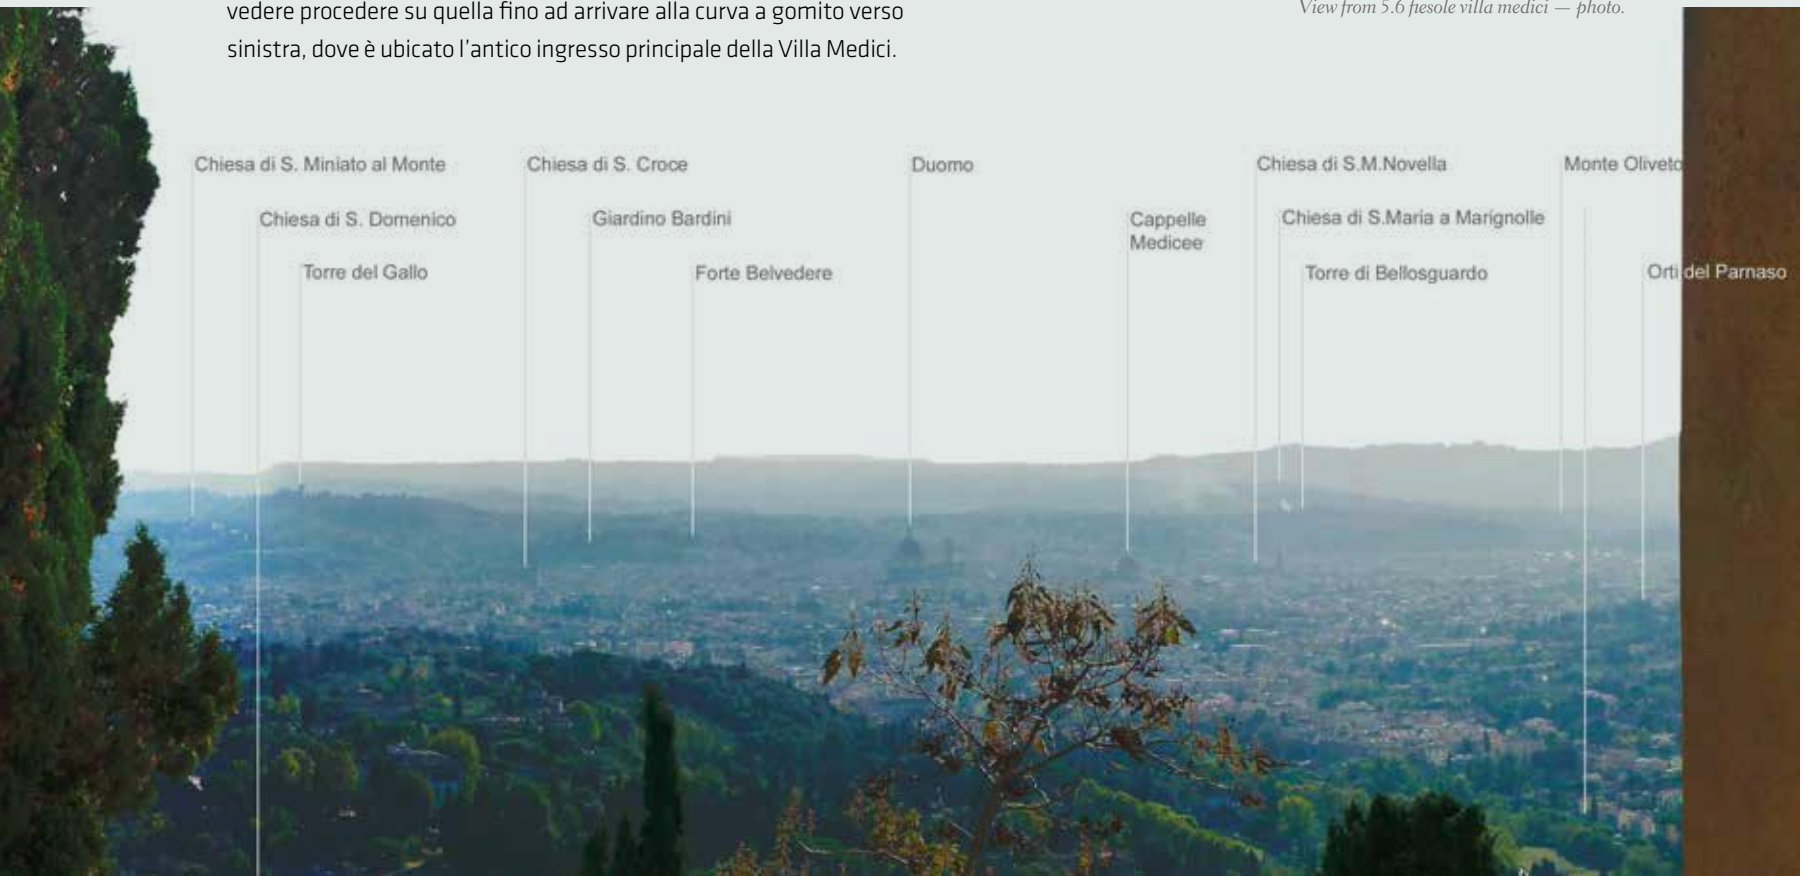 vedere procedere su quella fino ad arrivare alla curva a gomito verso
sinistra, dove è ubicato l'antico ingresso principale della Villa Medici.
View from 5.6 fiesole villa medici — photo.
Chiesa di S. Miniato al Monte
Chiesa di S. Croce
Duomo
Chiesa di S.M.Novella
Monte Oliveto
Chiesa di S. Domenico
Giardino Bardini
Cappelle
Medicee
Chiesa di S.Maria a Marignolle
Torre del Gallo
Forte Belvedere
Torre di Bellosguardo
Orti del Parnaso